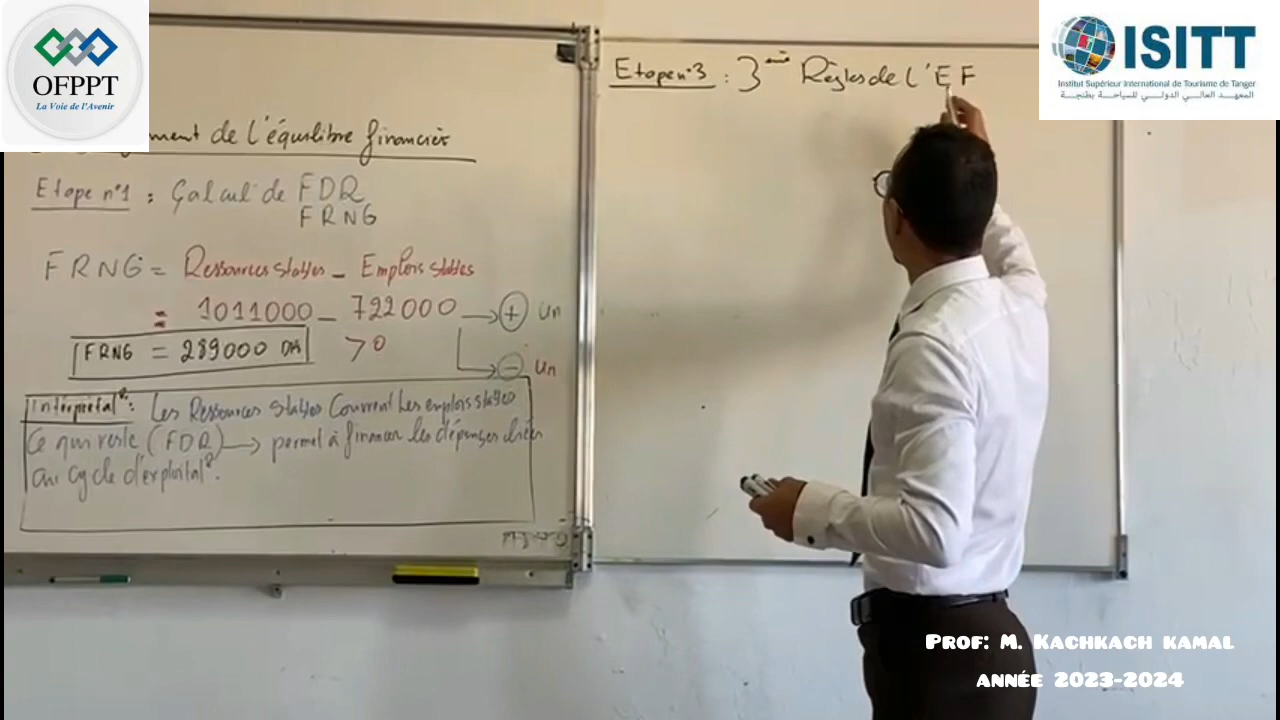 OFPPT
La Voie de l'Avenir
ment de l'équilibre financier
Etape n°1 : Calcul de FDR
FRNG
FRNG = Ressources stables _ Emplois stables
= 1011000 _ 722000 → + un
FRNG = 289000 DH > 0
- un
Interprétat°: Les Ressources stables Couvrent les emplois stables
Ce qui reste (FDR) → permet à financer les dépenses liées
au cycle d'exploitat°.
Etape n°3 : 3 ème Règles de l'EF
ISITT
Institut Supérieur International de Tourisme de Tanger
المعهد العالي الدولي للسياحة بطنجة
Prof: M. Kachkach kamal
année 2023-2024